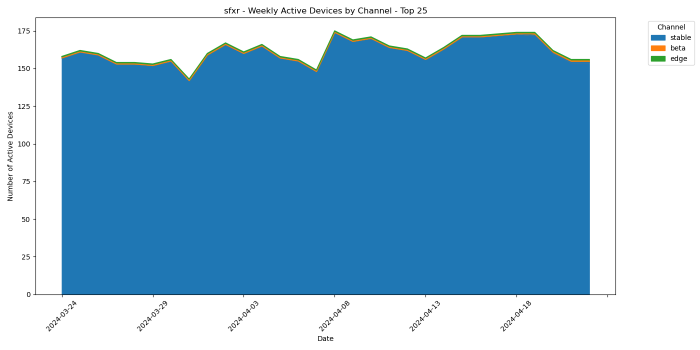 sfxr - Weekly Active Devices by Channel - Top 25
Number of Active Devices
175
150
125
100
75
50
25
0
2024-03-24
2024-03-29
2024-04-03
2024-04-08
2024-04-13
2024-04-18
Date
Channel
stable
beta
edge